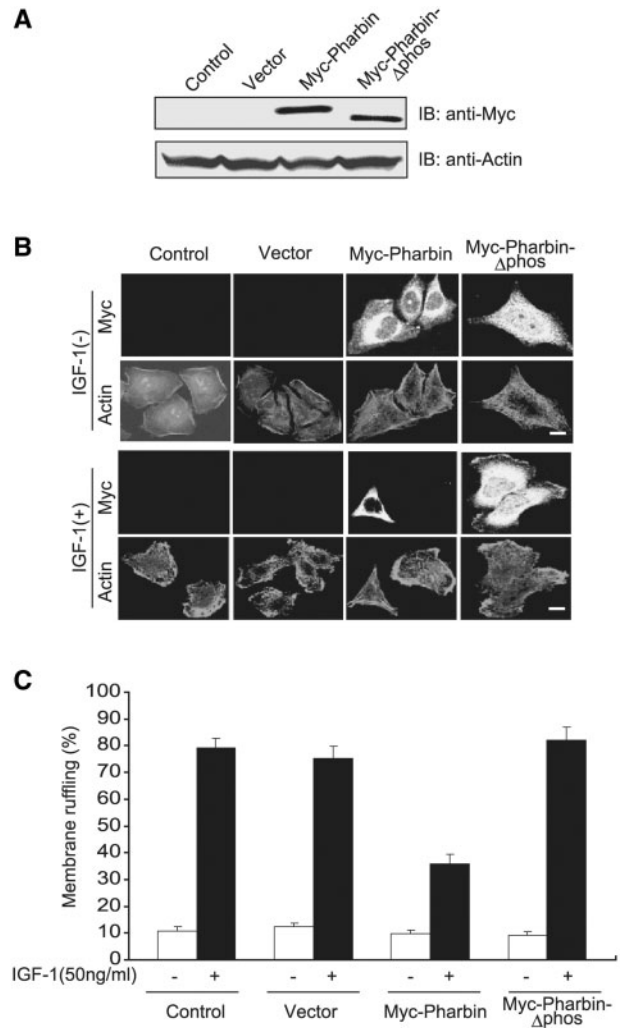 A
Control
Vector
Myc-Pharbin
Myc-Pharbin-
Δphos
IB: anti-Myc
IB: anti-Actin
B
Control
Vector
Myc-Pharbin
Myc-Pharbin-
Δphos
IGF-1(-)
Myc
Actin
IGF-1(+)
Myc
Actin
C
Membrane ruffling (%)
100
90
80
70
60
50
40
30
20
10
0
IGF-1(50ng/ml)
- + - + - + - +
Control
Vector
Myc-Pharbin
Myc-Pharbin-
Δphos